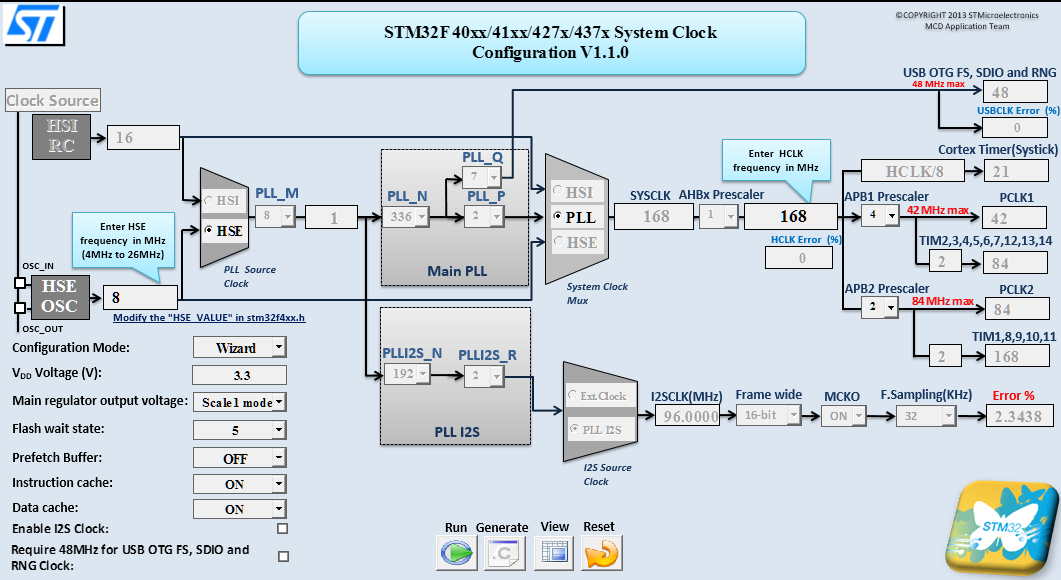 ST
STM32F40xx/41xx/427x/437x System Clock
Configuration V1.1.0
©COPYRIGHT 2013 STMicroelectronics
MCD Application Team
USB OTG FS, SDIO and RNG
48 MHz max
48
USBCLK Error (%)
0
Clock Source
HSI
RC
16
Cortex Timer(Systick)
HCLK/8
21
PLL_M
HSI
HSE
8
1
PLL Source
Clock
PLL_Q
7
PLL_N
336
PLL_P
2
Main PLL
HSI
PLL
HSE
System Clock
Mux
SYSCLK
168
AHBx Prescaler
1
Enter HCLK
frequency in MHz
168
HCLK Error (%)
0
APB1 Prescaler
4
42 MHz max
PCLK1
42
TIM2,3,4,5,6,7,12,13,14
2
84
APB2 Prescaler
2
84 MHz max
PCLK2
84
TIM1,8,9,10,11
2
168
Enter HSE
frequency in MHz
(4MHz to 26MHz)
OSC_IN
HSE
OSC
OSC_OUT
8
Modify the "HSE_VALUE" in stm32f4xx.h
PLLI2S_N
192
PLLI2S_R
2
PLL I2S
Ext.Clock
PLL I2S
I2S Source
Clock
I2SCLK(MHz)
96.0000
Frame wide
16-bit
MCKO
ON
F.Sampling(KHz)
32
Error %
2.3438
Configuration Mode:
Wizard
VDD Voltage (V):
3.3
Main regulator output voltage:
Scale1 mode
Flash wait state:
5
Prefetch Buffer:
OFF
Instruction cache:
ON
Data cache:
ON
Enable I2S Clock:
Require 48MHz for USB OTG FS, SDIO and
RNG Clock:
Run
Generate
View
Reset
.C
STM32